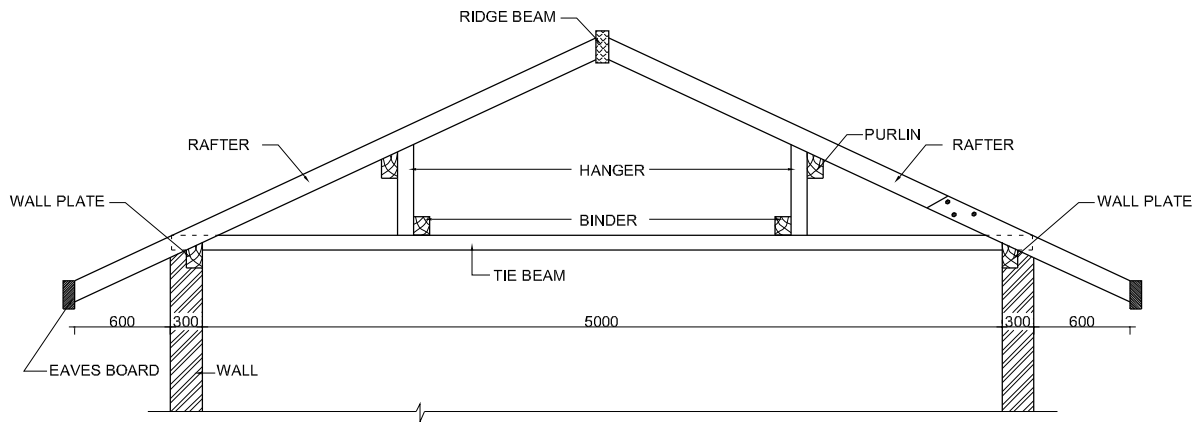 RIDGE BEAM
RAFTER
PURLIN
RAFTER
HANGER
WALL PLATE
WALL PLATE
BINDER
TIE BEAM
600 300 5000 300 600
EAVES BOARD
WALL